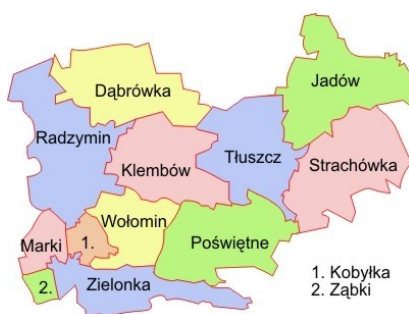 Jadów
Dąbrówka
Radzymin
Tłuszcz
Strachówka
Klembów
Wołomin
Marki
1.
Poświętne
Zielonka
2.
1. Kobyłka
2. Ząbki